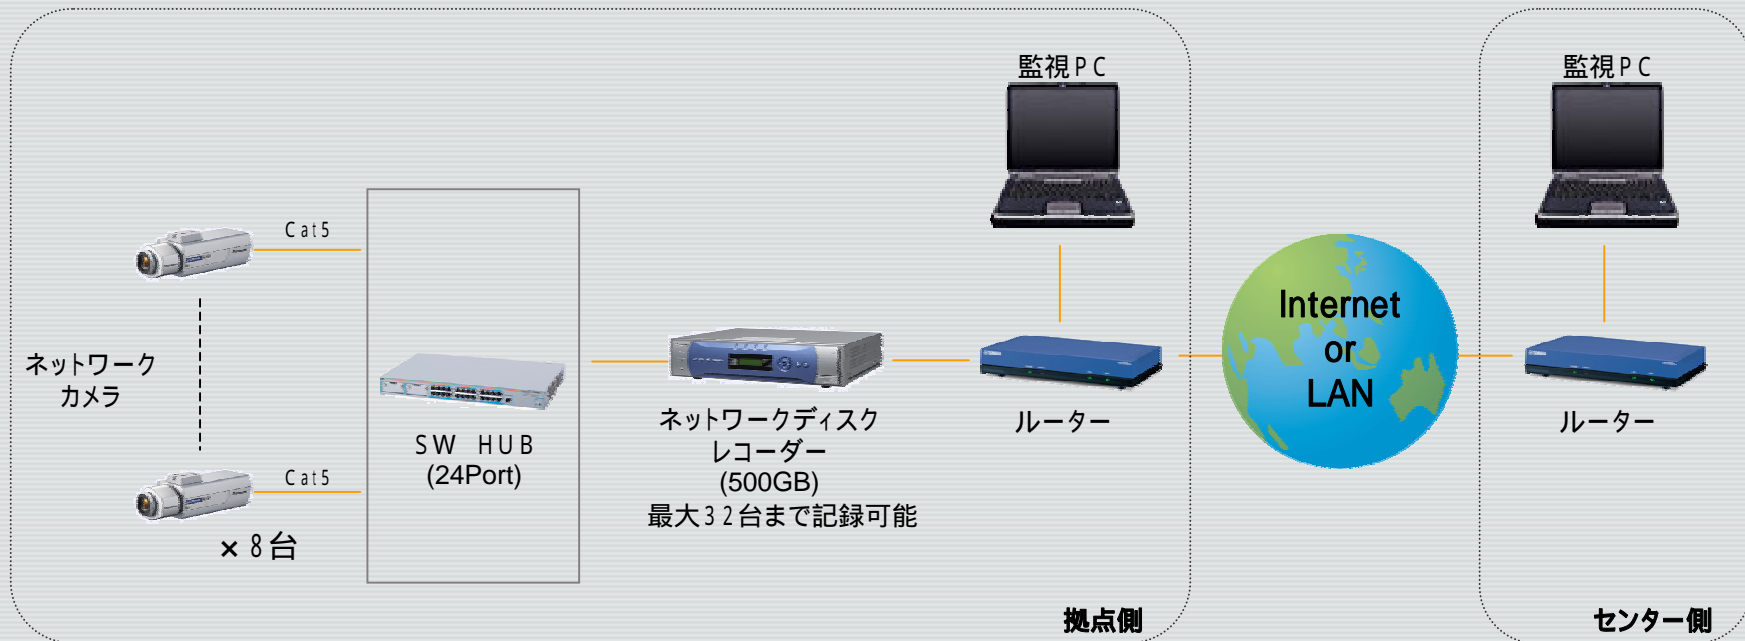 監視PC
監視PC
Cat5
ネットワーク
カメラ
SW HUB
(24Port)
Cat5
×8台
ネットワークディスク
レコーダー
(500GB)
最大32台まで記録可能
ルーター
Internet
or
LAN
ルーター
拠点側
センター側